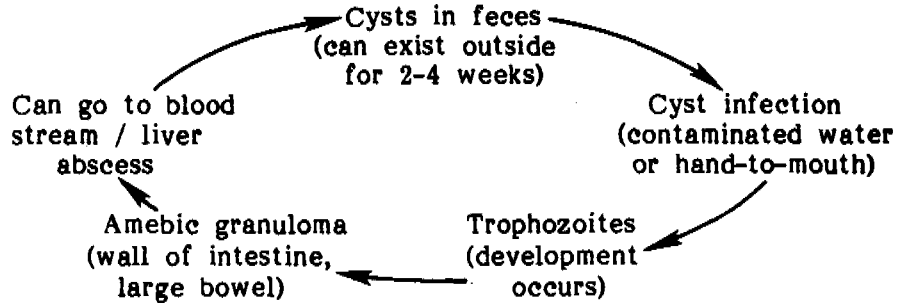 Cysts in feces
(can exist outside
for 2-4 weeks)
Cyst infection
(contaminated water
or hand-to-mouth)
Trophozoites
(development
occurs)
Amebic granuloma
(wall of intestine,
large bowel)
Can go to blood
stream / liver
abscess